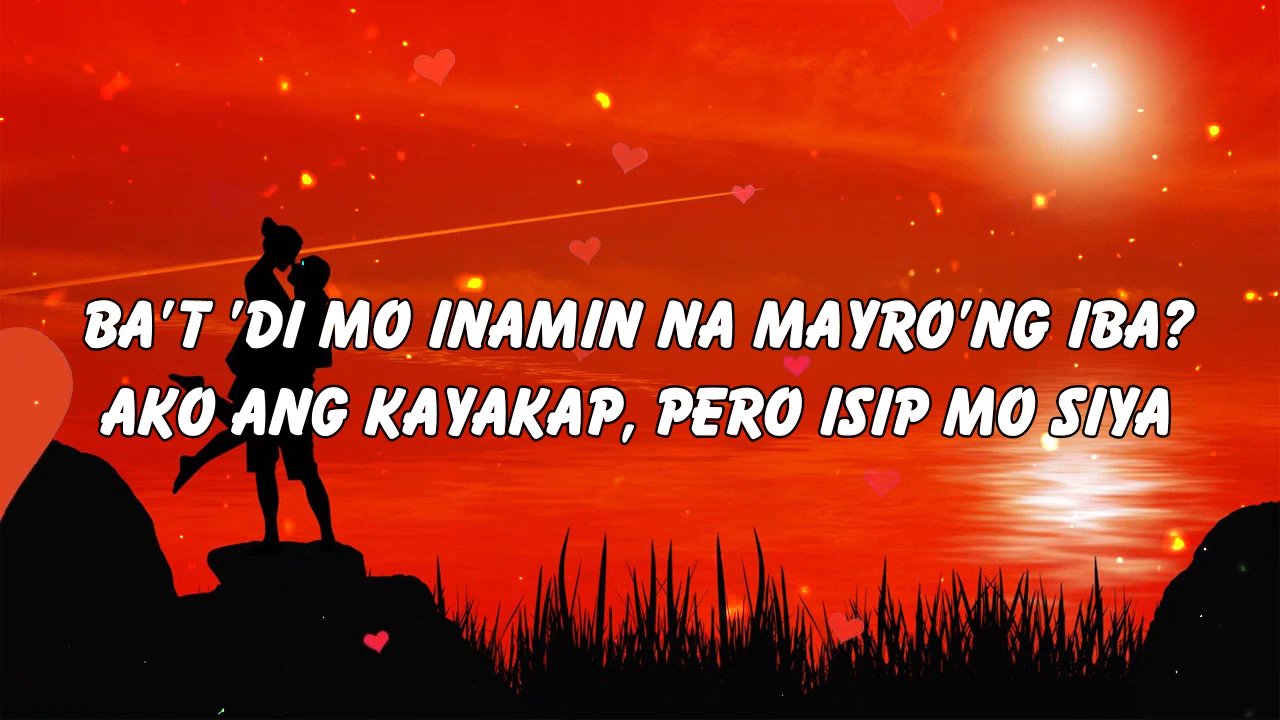 BA'T 'DI MO INAMIN NA MAYRO'NG IBA?
AKO ANG KAYAKAP, PERO ISIP MO SIYA